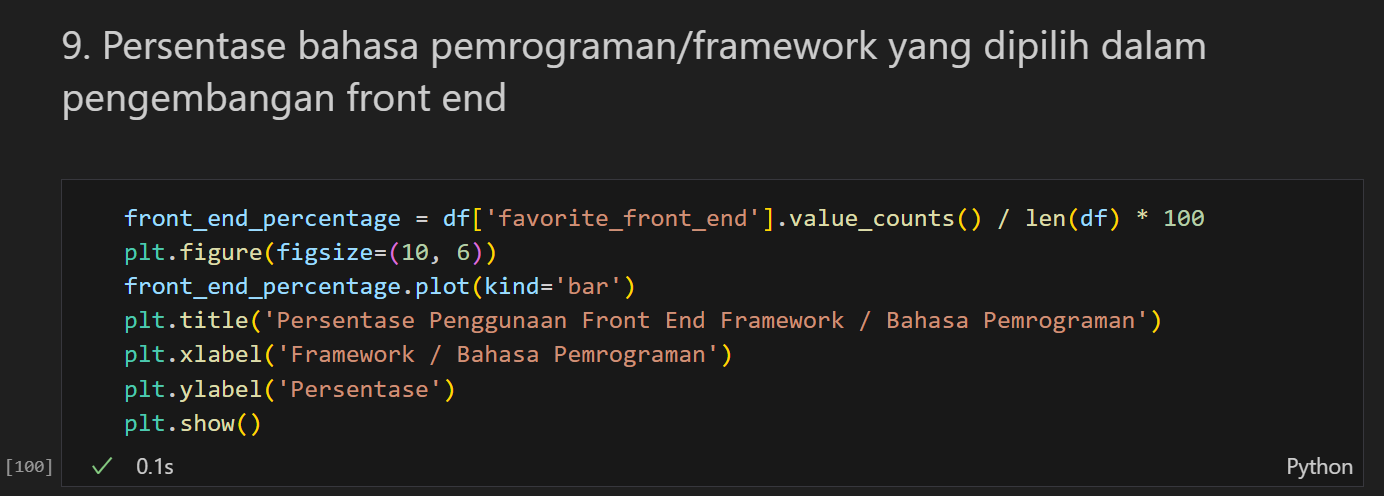 9. Persentase bahasa pemrograman/framework yang dipilih dalam
pengembangan front end
front_end_percentage = df['favorite_front_end'].value_counts() / len(df) * 100
plt.figure(figsize=(10, 6))
front_end_percentage.plot(kind='bar')
plt.title('Persentase Penggunaan Front End Framework / Bahasa Pemrograman')
plt.xlabel('Framework / Bahasa Pemrograman')
plt.ylabel('Persentase')
plt.show()
[100] ✓ 0.1s Python